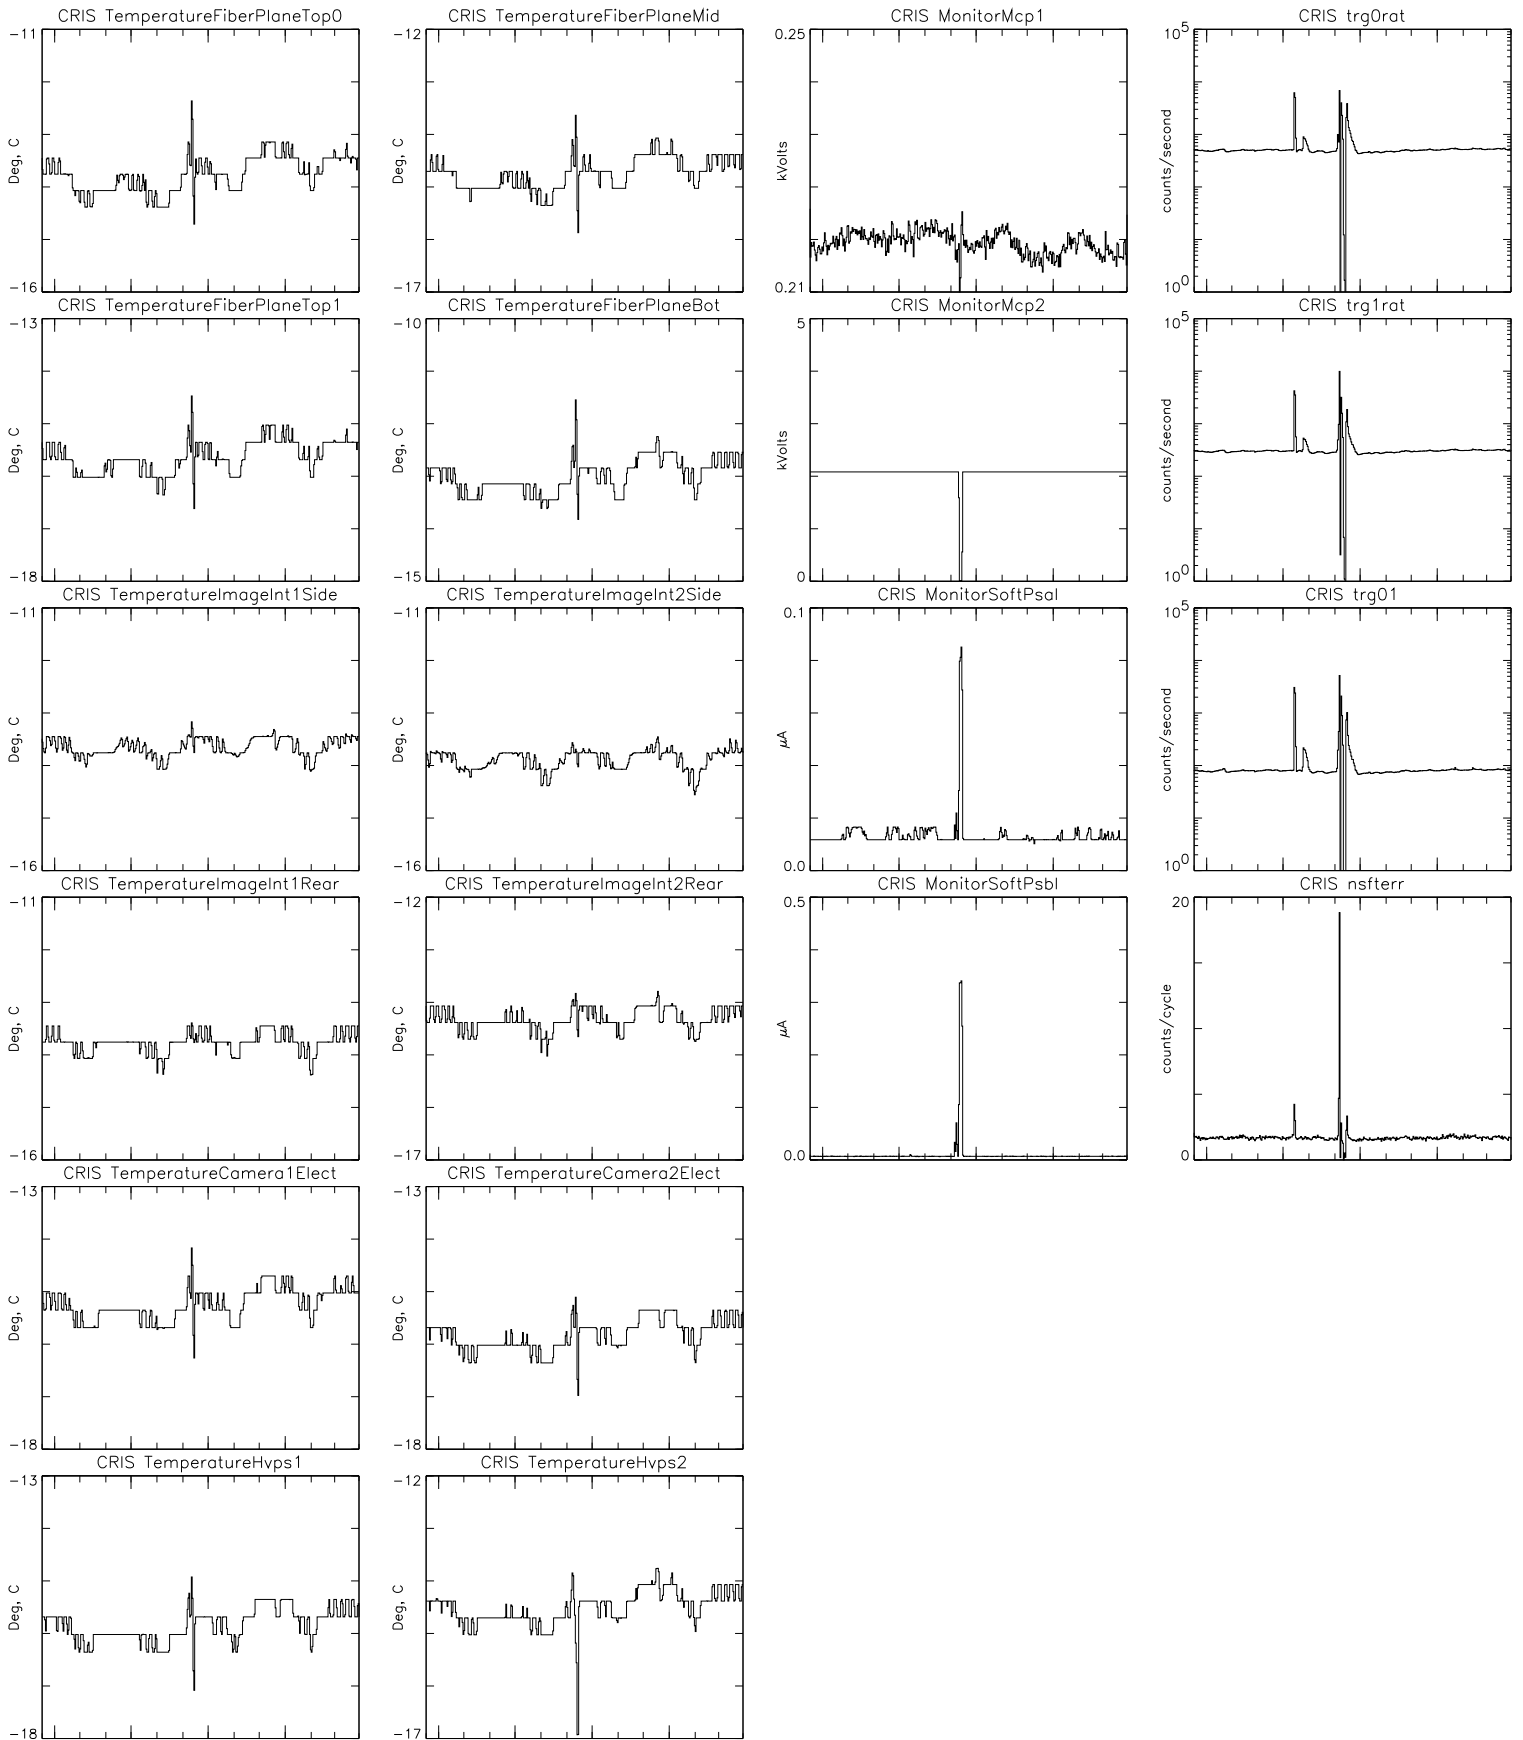 CRIS TemperatureFiberPlaneTop0
-11
Deg, C
-16
CRIS TemperatureFiberPlaneMid
-12
Deg, C
-17
CRIS MonitorMcp1
0.25
kVolts
0.21
CRIS trg0rat
10^5
counts/second
10^0
CRIS TemperatureFiberPlaneTop1
-13
Deg, C
-18
CRIS TemperatureFiberPlaneBot
-10
Deg, C
-15
CRIS MonitorMcp2
5
kVolts
0
CRIS trg1rat
10^5
counts/second
10^0
CRIS TemperatureImageInt1Side
-11
Deg, C
-16
CRIS TemperatureImageInt2Side
-11
Deg, C
-16
CRIS MonitorSoftPsaI
0.1
μA
0.0
CRIS trg01
10^5
counts/second
10^0
CRIS TemperatureImageInt1Rear
-11
Deg, C
-16
CRIS TemperatureImageInt2Rear
-12
Deg, C
-17
CRIS MonitorSoftPsbI
0.5
μA
0.0
CRIS nsfterr
20
counts/cycle
0
CRIS TemperatureCamera1Elect
-13
Deg, C
-18
CRIS TemperatureCamera2Elect
-13
Deg, C
-18
CRIS TemperatureHvps1
-13
Deg, C
-18
CRIS TemperatureHvps2
-12
Deg, C
-17